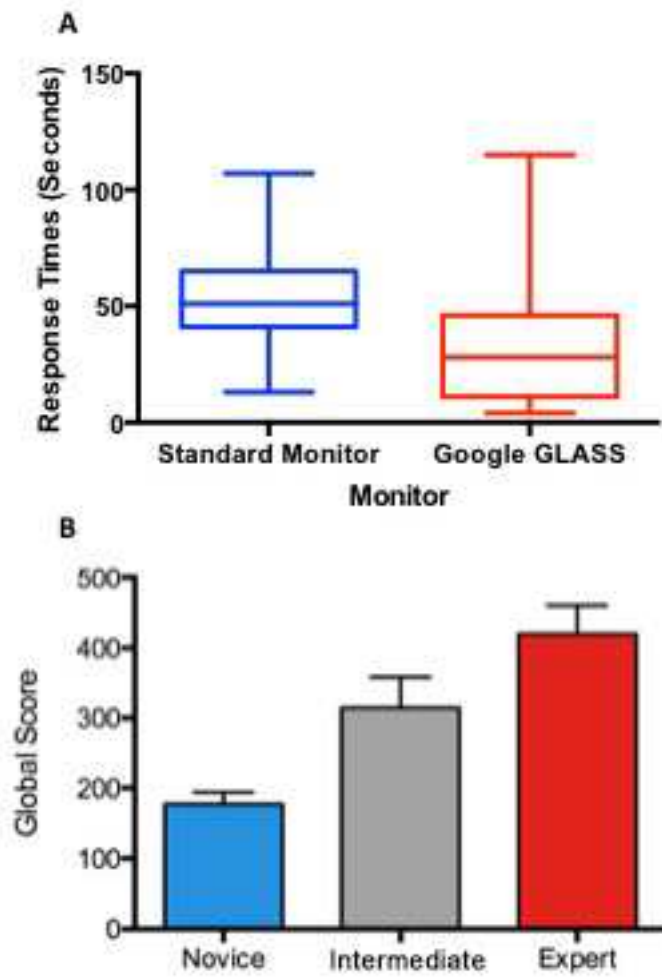 A
Response Times (Seconds)
150
100
50
0
Standard Monitor Google GLASS
Monitor
B
Global Score
500
400
300
200
100
0
Novice Intermediate Expert